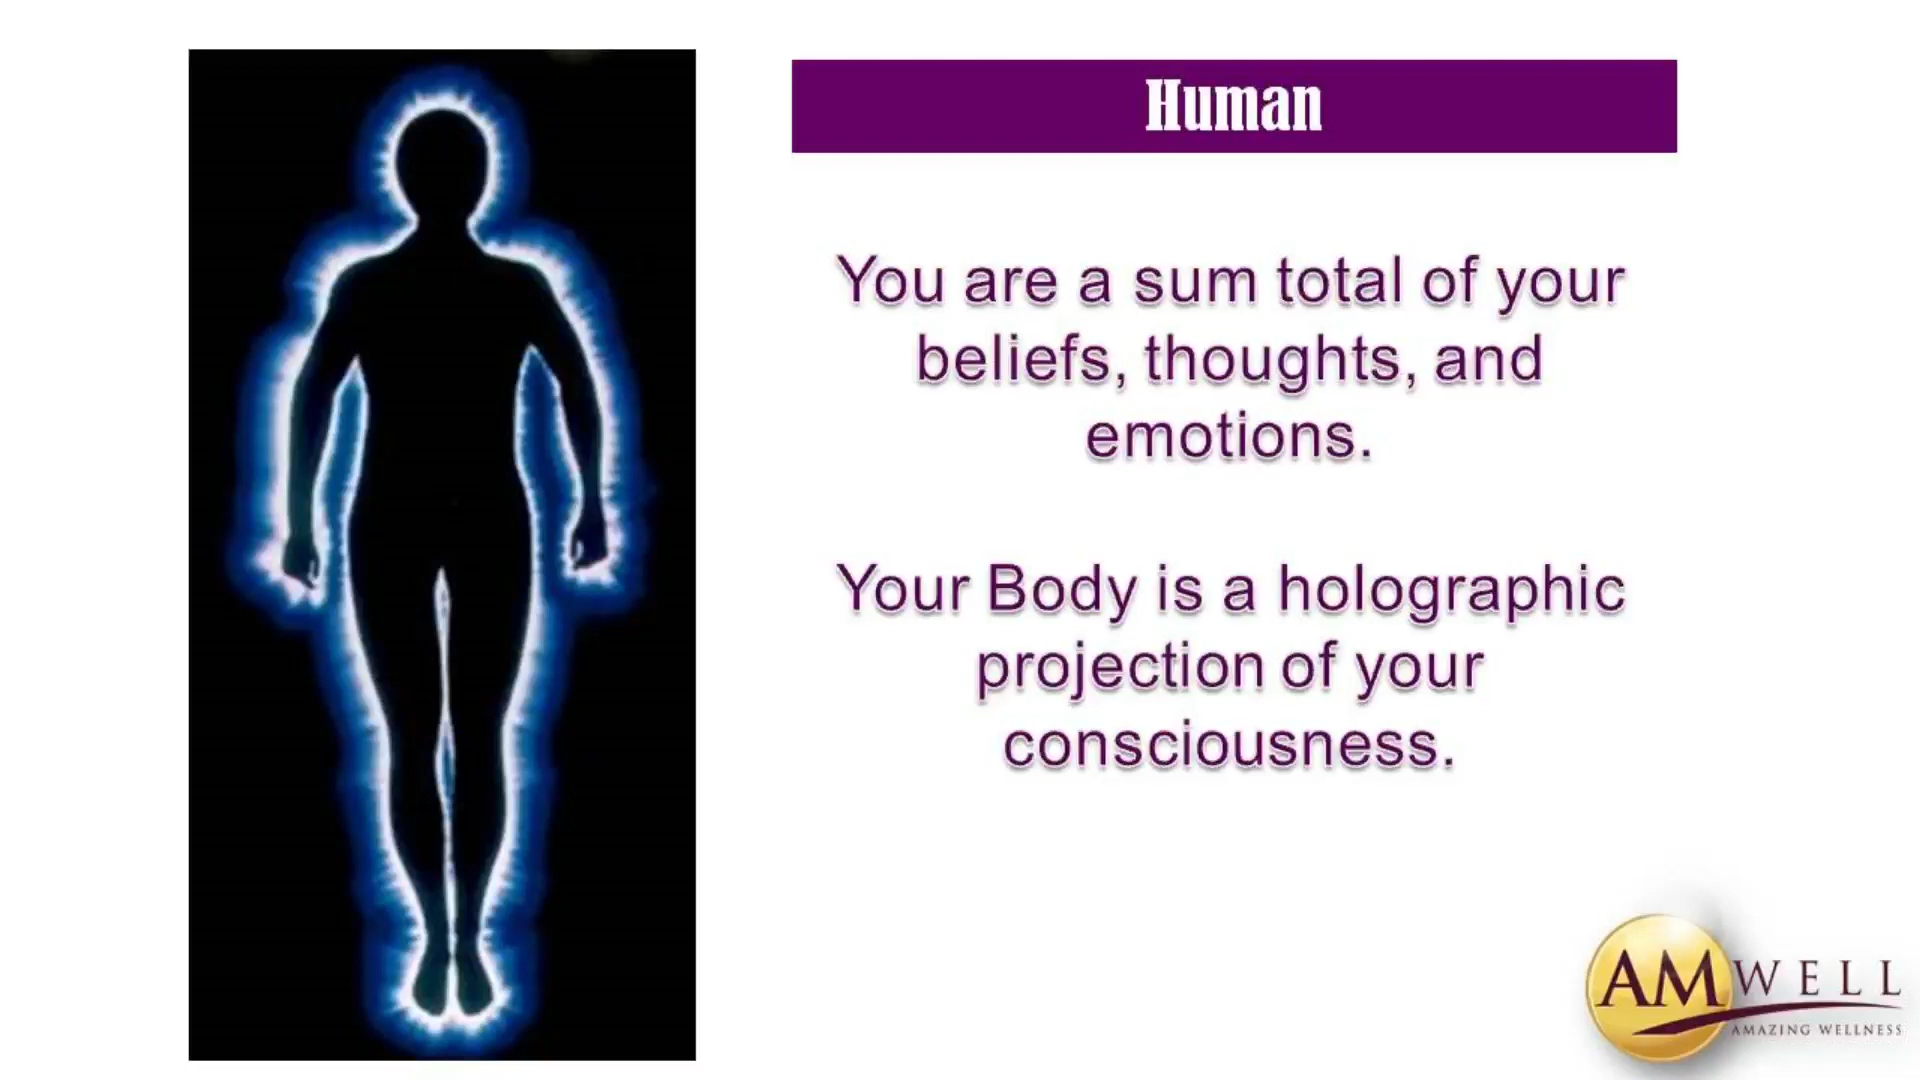 Human
You are a sum total of your
beliefs, thoughts, and
emotions.
Your Body is a holographic
projection of your
consciousness.
AMWELL
AMAZING WELLNESS